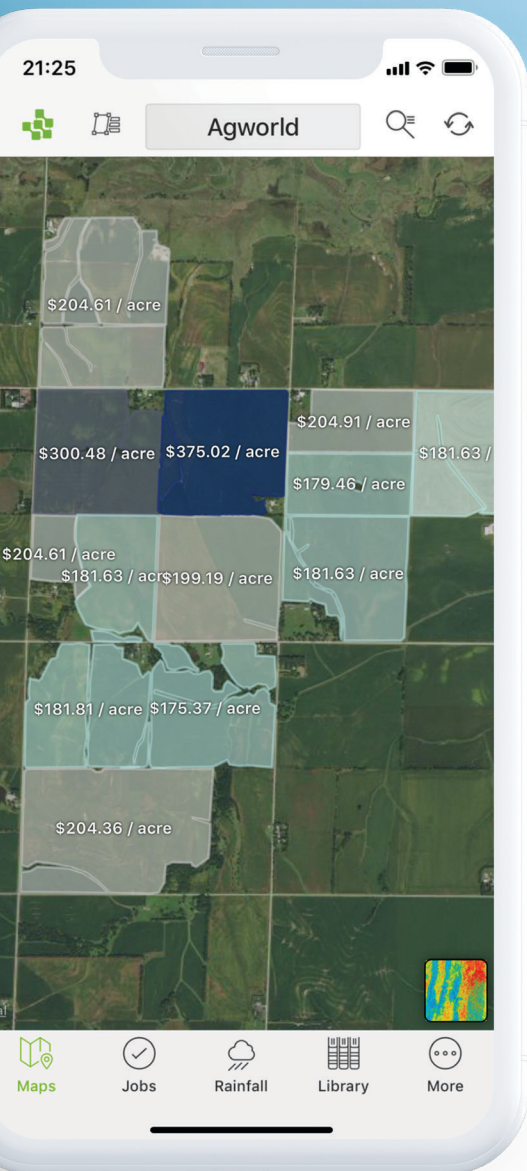 21:25
Agworld
$204.61 / acre
$204.91 / acre
$300.48 / acre
$375.02 / acre
$181.63 /
$179.46 / acre
$204.61 / acre
$181.63 / acr
$199.19 / acre
$181.63 / acre
$181.81 / acre
$175.37 / acre
$204.36 / acre
Maps
Jobs
Rainfall
Library
More